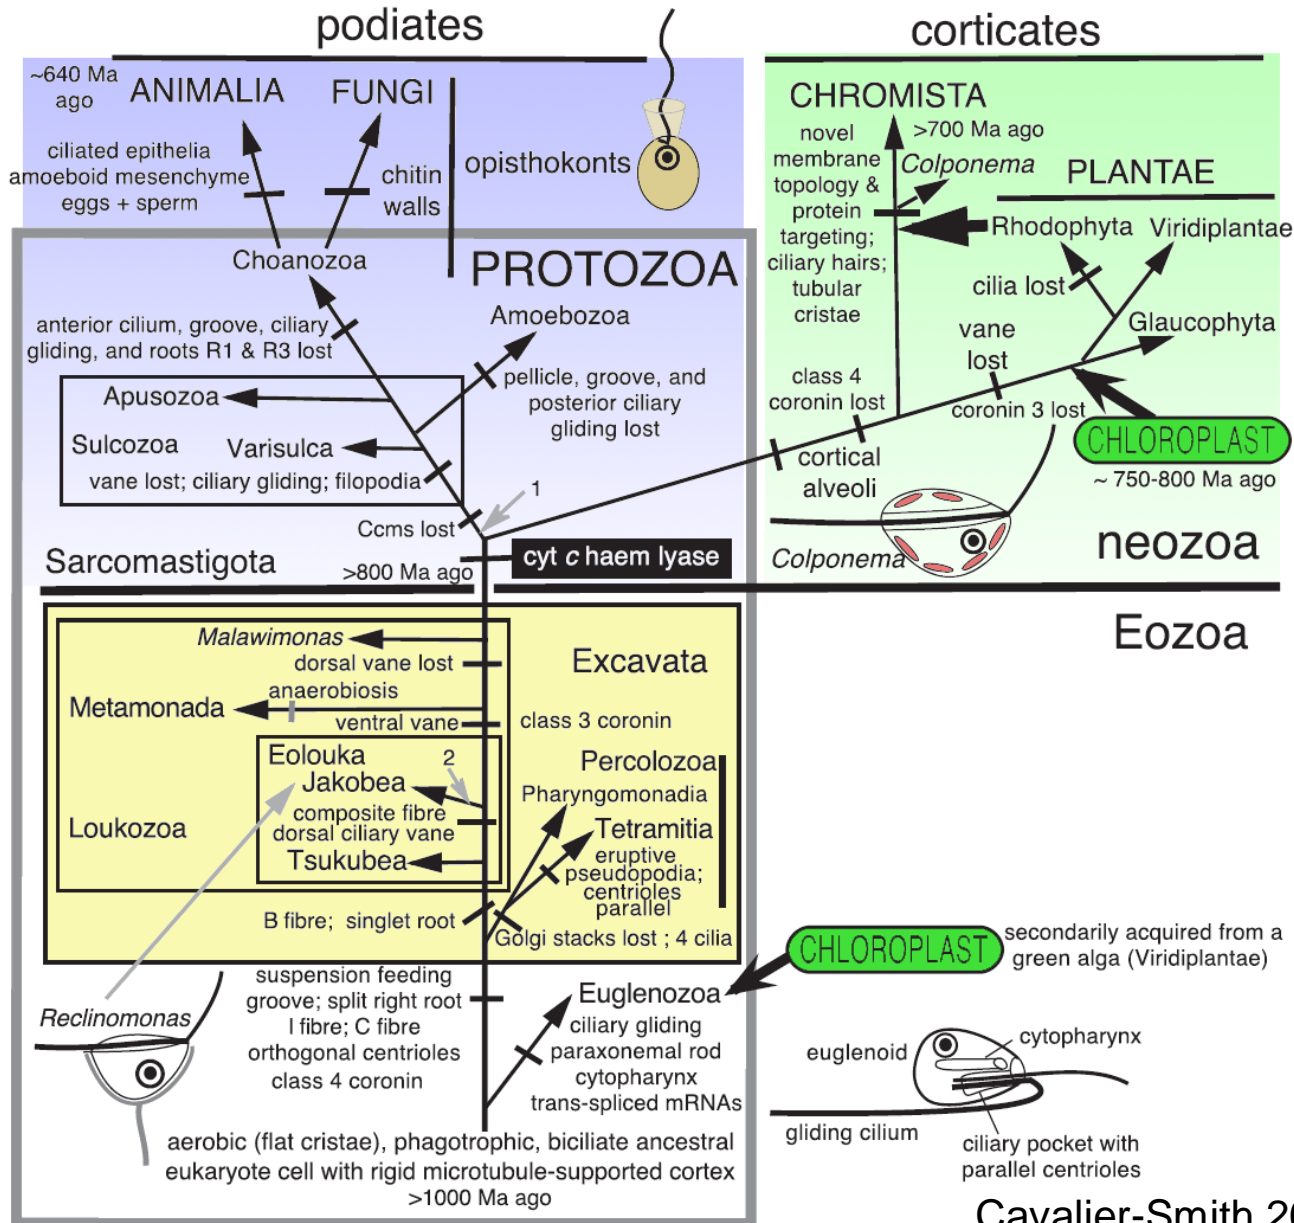 podiates
corticates
~640 Ma
ago
ANIMALIA
FUNGI
ciliated epithelia
amoeboid mesenchyme
eggs + sperm
chitin
walls
opisthokonts
CHROMISTA
>700 Ma ago
novel
membrane
topology &
protein
targeting;
ciliary hairs;
tubular
cristae
Colponema
PLANTAE
Rhodophyta
Viridiplantae
cilia lost
Glaucophyta
vane
lost
class 4
coronin lost
coronin 3 lost
CHLOROPLAST
~ 750-800 Ma ago
cortical
alveoli
Colponema
neozoa
Choanozoa
PROTOZOA
anterior cilium, groove, ciliary
gliding, and roots R1 & R3 lost
Amoebozoa
pellicle, groove, and
posterior ciliary
gliding lost
Apusozoa
Sulcozoa
Varisulca
vane lost; ciliary gliding; filopodia
1
Ccms lost
Sarcomastigota
>800 Ma ago
cyt c haem lyase
Eozoa
Malawimonas
dorsal vane lost
Excavata
anaerobiosis
Metamonada
ventral vane
class 3 coronin
Eolouka
2
Jakobea
composite fibre
dorsal ciliary vane
Loukozoa
Tsukubea
Percolozoa
Pharyngomonadia
Tetramitia
eruptive
pseudopodia;
centrioles
parallel
B fibre; singlet root
Golgi stacks lost ; 4 cilia
CHLOROPLAST
secondarily acquired from a
green alga (Viridiplantae)
suspension feeding
groove; split right root
I fibre; C fibre
orthogonal centrioles
class 4 coronin
Reclinomonas
Euglenozoa
ciliary gliding
paraxonemal rod
cytopharynx
trans-spliced mRNAs
euglenoid
cytopharynx
gliding cilium
ciliary pocket with
parallel centrioles
aerobic (flat cristae), phagotrophic, biciliate ancestral
eukaryote cell with rigid microtubule-supported cortex
>1000 Ma ago
Cavalier-Smith